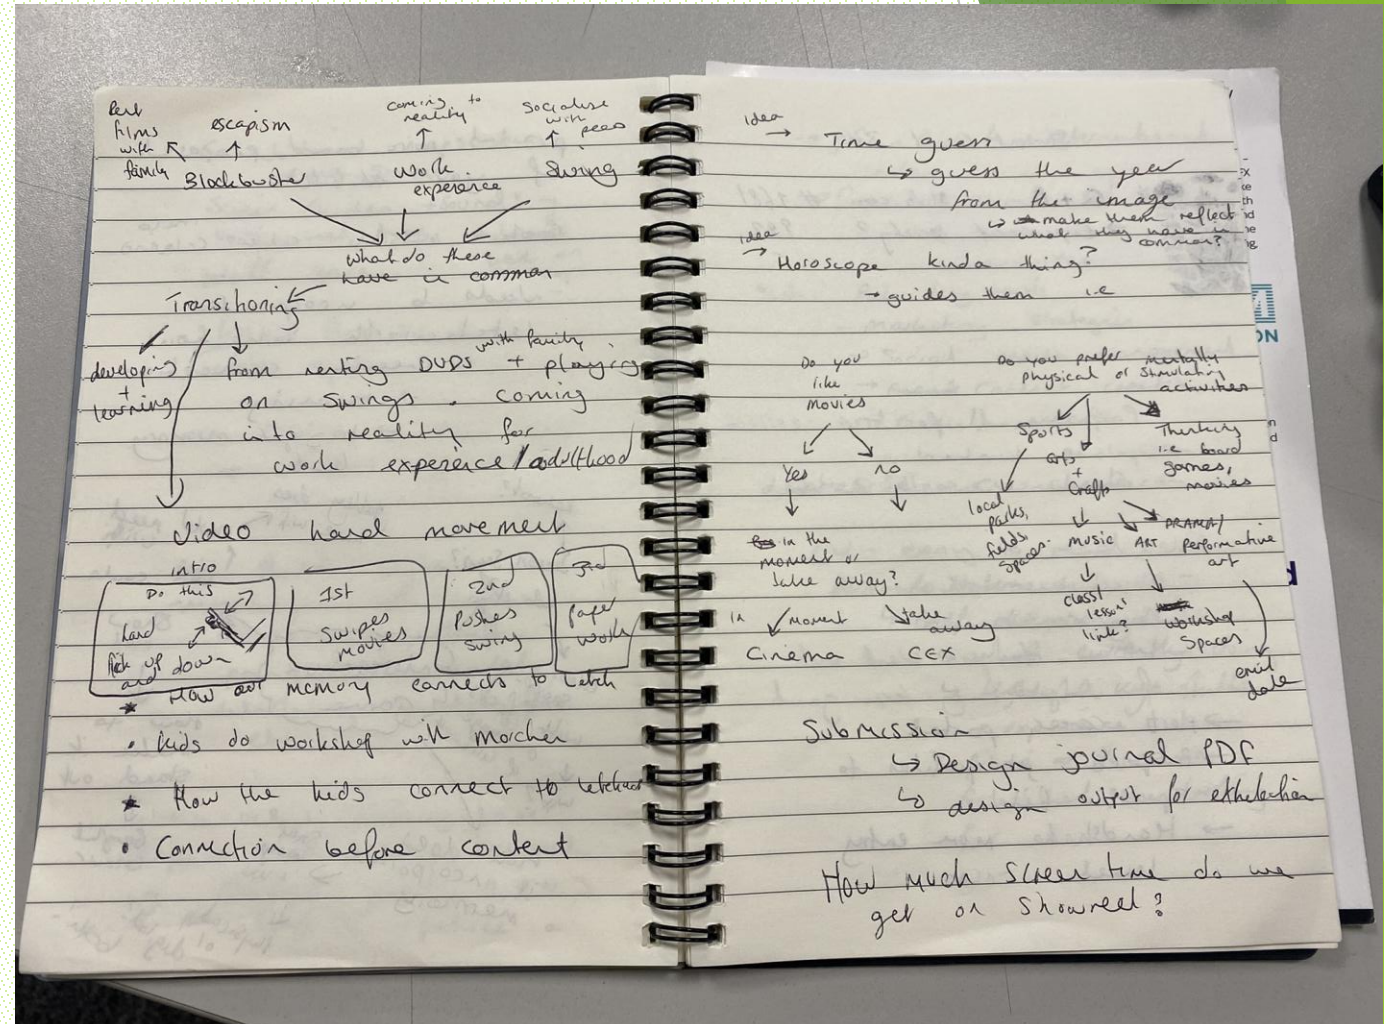 Rent
films
with
family
escapism
coming to
reality
Socialise
with
peers
Blockbuster
work
experience
Swing
what do these
have in common
Transitioning
developing
+
learning
from renting DVDs with family + playing
on swings. coming
into reality for
work experience/adulthood
Video hand movement
intro
Do this
hand
Pick up
and down
1st
Swipes
movies
2nd
Pushes
swing
3rd
paper
work
* How our memory connects to Letch
• kids do workshop with
* How the kids connect to
• Connection before content
idea
→ Time guess
↳ guess the year
from the image
↳ make them reflect
what they have in
common?
idea
→ Horoscope kinda thing?
→ guides them i.e
Do you
like
movies
Yes
no
in the
moment or
take away?
in moment
take
away
Cinema
CEX
Do you prefer mentally
physical or stimulating
activities
Sports
arts
+
crafts
Thinking
i.e board
games,
movies
local
parks,
fields,
spaces.
music
ART
DRAMA/
performative
art
class/
lesson
link?
workshop
spaces
Submission
↳ Design journal PDF
↳ design output for
How much screen time do we
get on showreel?
M
ON